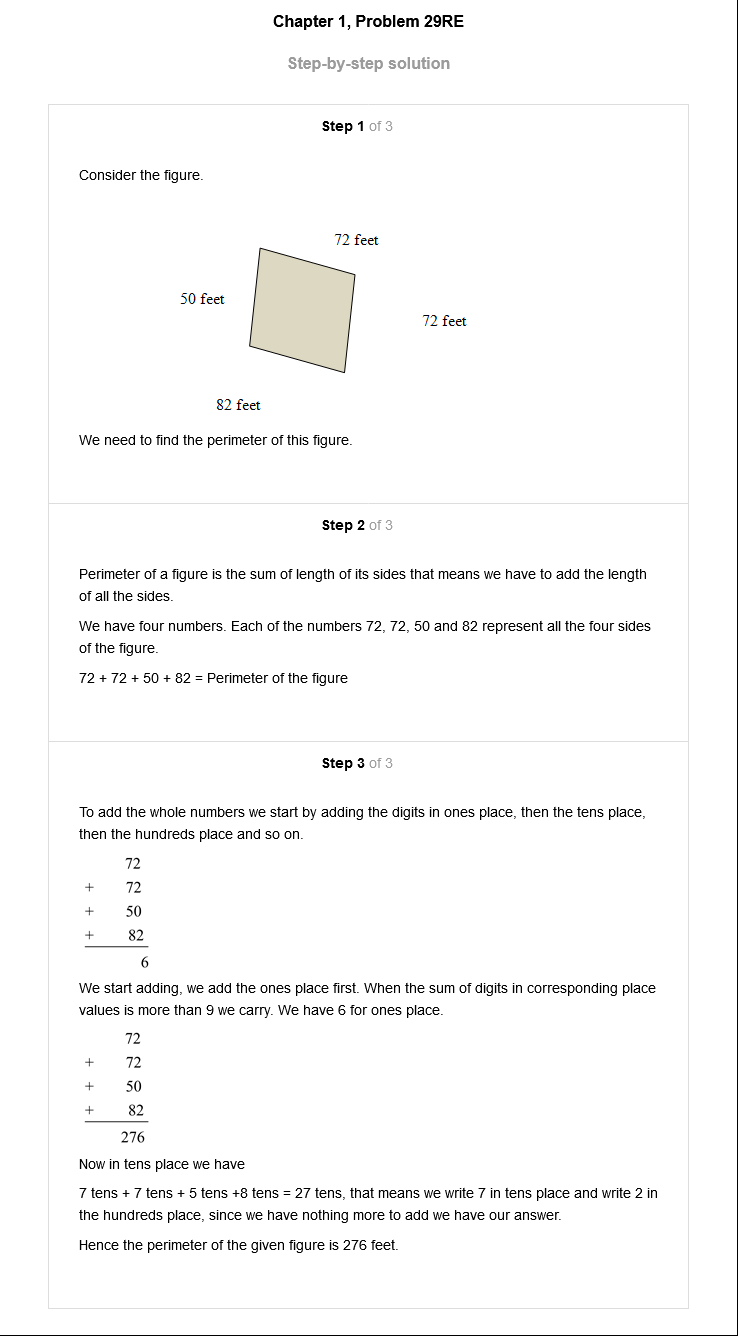 Chapter 1, Problem 29RE
Step-by-step solution
Step 1 of 3
Consider the figure.
72 feet
50 feet
72 feet
82 feet
We need to find the perimeter of this figure.
Step 2 of 3
Perimeter of a figure is the sum of length of its sides that means we have to add the length
of all the sides.
We have four numbers. Each of the numbers 72, 72, 50 and 82 represent all the four sides
of the figure.
72 + 72 + 50 + 82 = Perimeter of the figure
Step 3 of 3
To add the whole numbers we start by adding the digits in ones place, then the tens place,
then the hundreds place and so on.
72
+ 72
+ 50
+ 82
6
We start adding, we add the ones place first. When the sum of digits in corresponding place
values is more than 9 we carry. We have 6 for ones place.
72
+ 72
+ 50
+ 82
276
Now in tens place we have
7 tens + 7 tens + 5 tens +8 tens = 27 tens, that means we write 7 in tens place and write 2 in
the hundreds place, since we have nothing more to add we have our answer.
Hence the perimeter of the given figure is 276 feet.